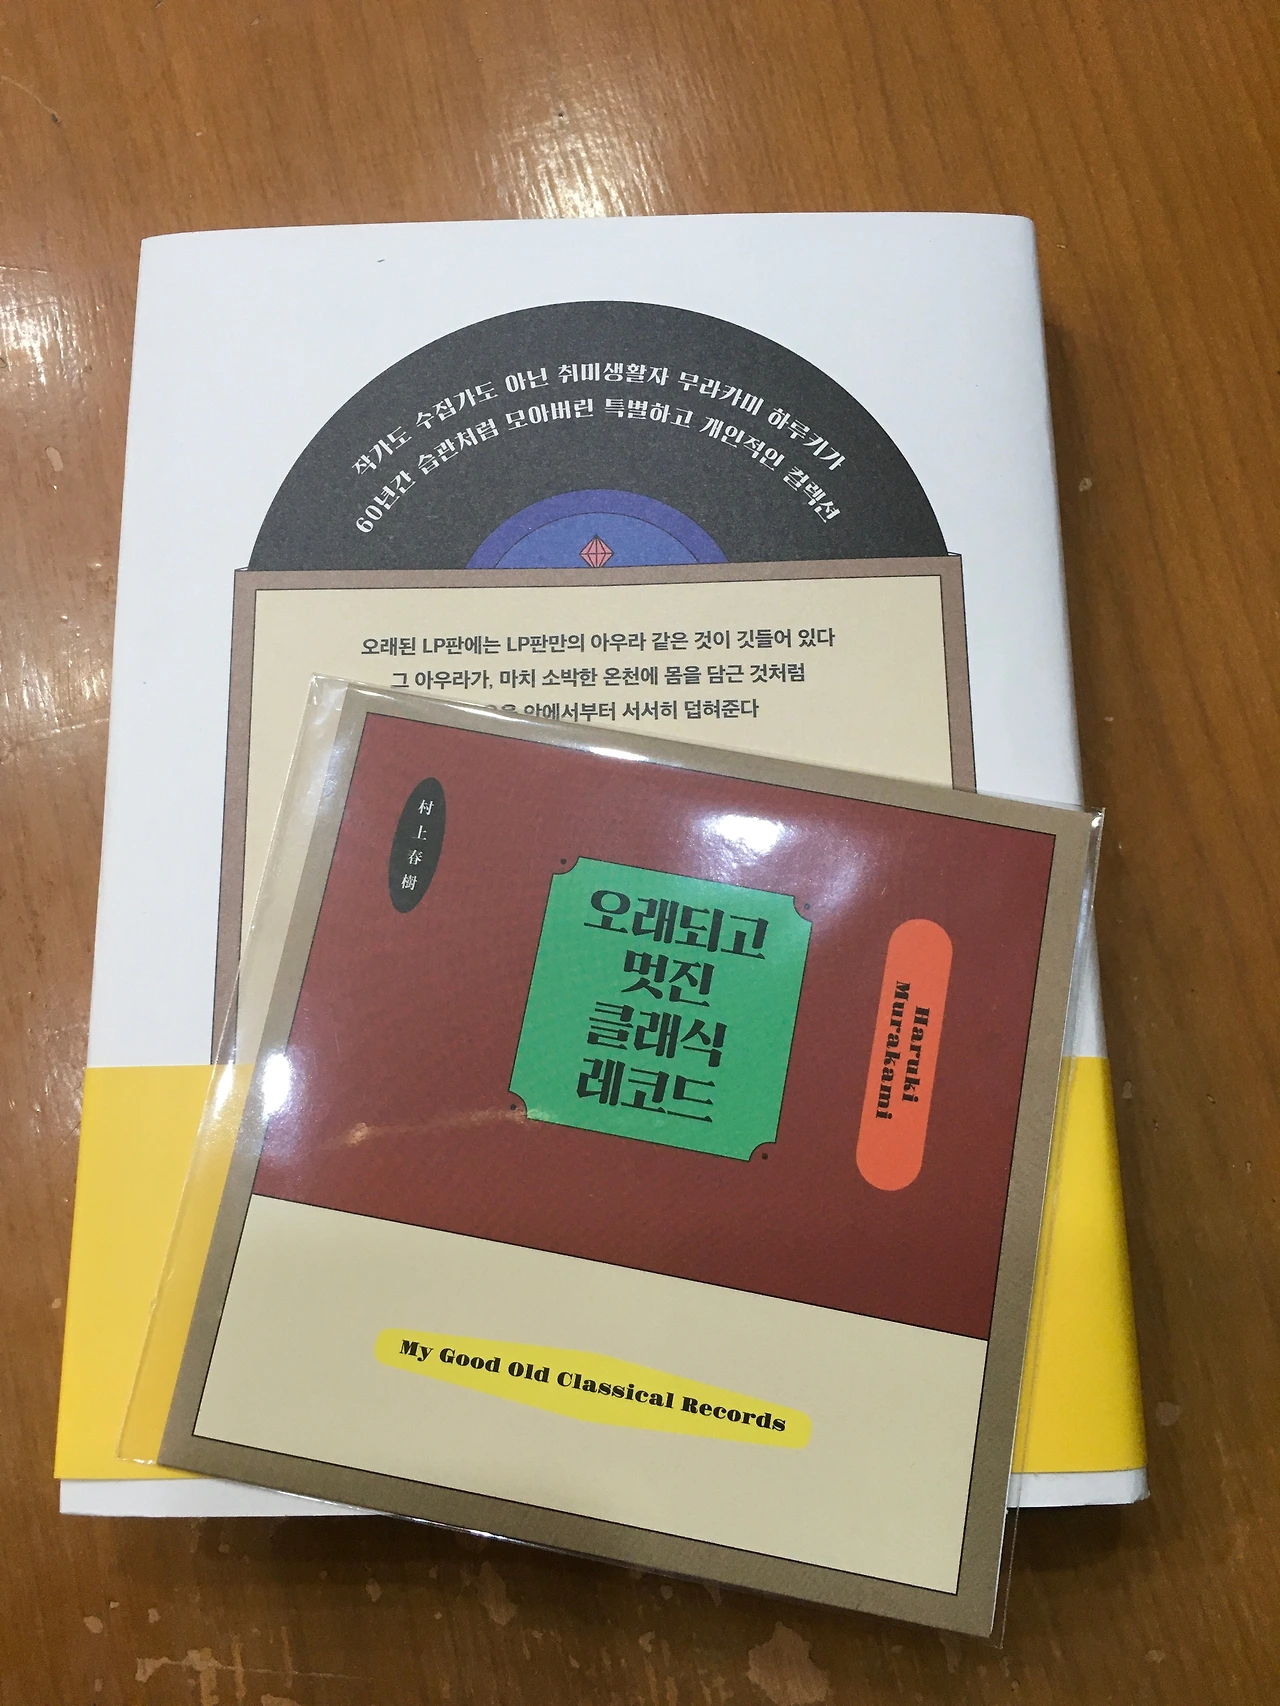 작가도 수집가도 아닌 취미생활자 무라카미 하루키가
60년간 습관처럼 모아버린 특별하고 개인적인 컬렉션
오래된 LP판에는 LP판만의 아우라 같은 것이 깃들어 있다
그 아우라가, 마치 소박한 온천에 몸을 담근 것처럼
안에서부터 서서히 덥혀준다
村上春樹
오래되고
멋진
클래식
레코드
Haruki
Murakami
My Good Old Classical Records